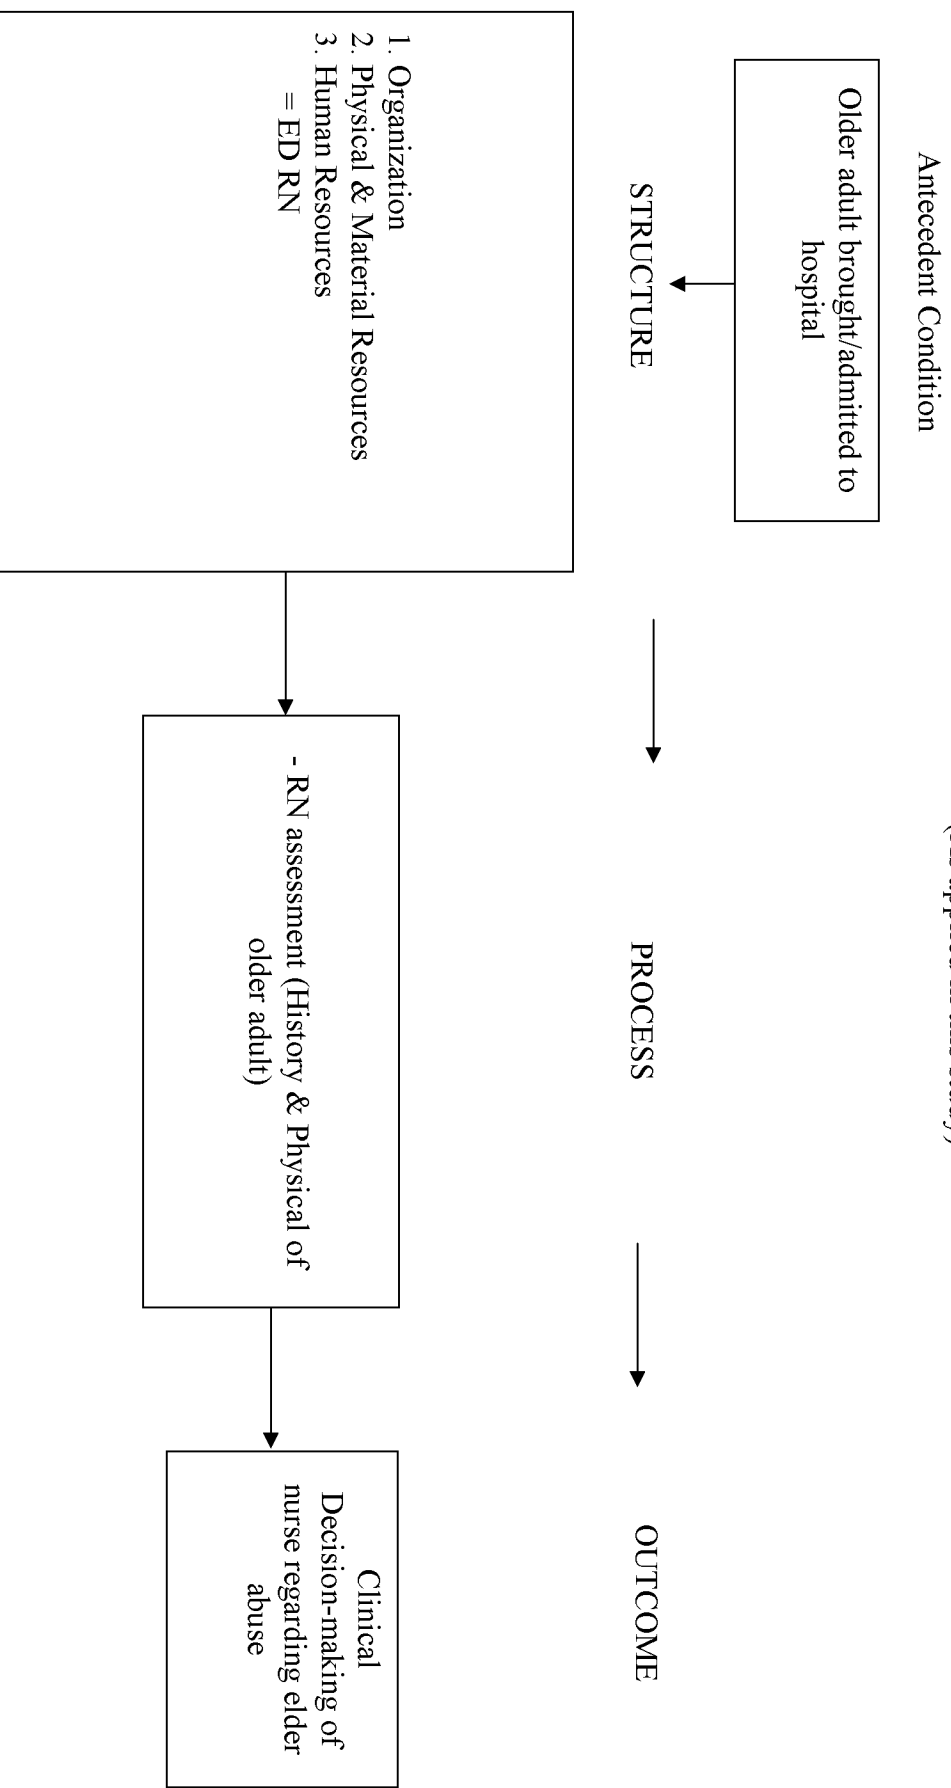 Antecedent Condition
Older adult brought/admitted to
hospital
STRUCTURE
PROCESS
OUTCOME
1. Organization
2. Physical & Material Resources
3. Human Resources
= ED RN
- RN assessment (History & Physical of
older adult)
Clinical
Decision-making of
nurse regarding elder
abuse